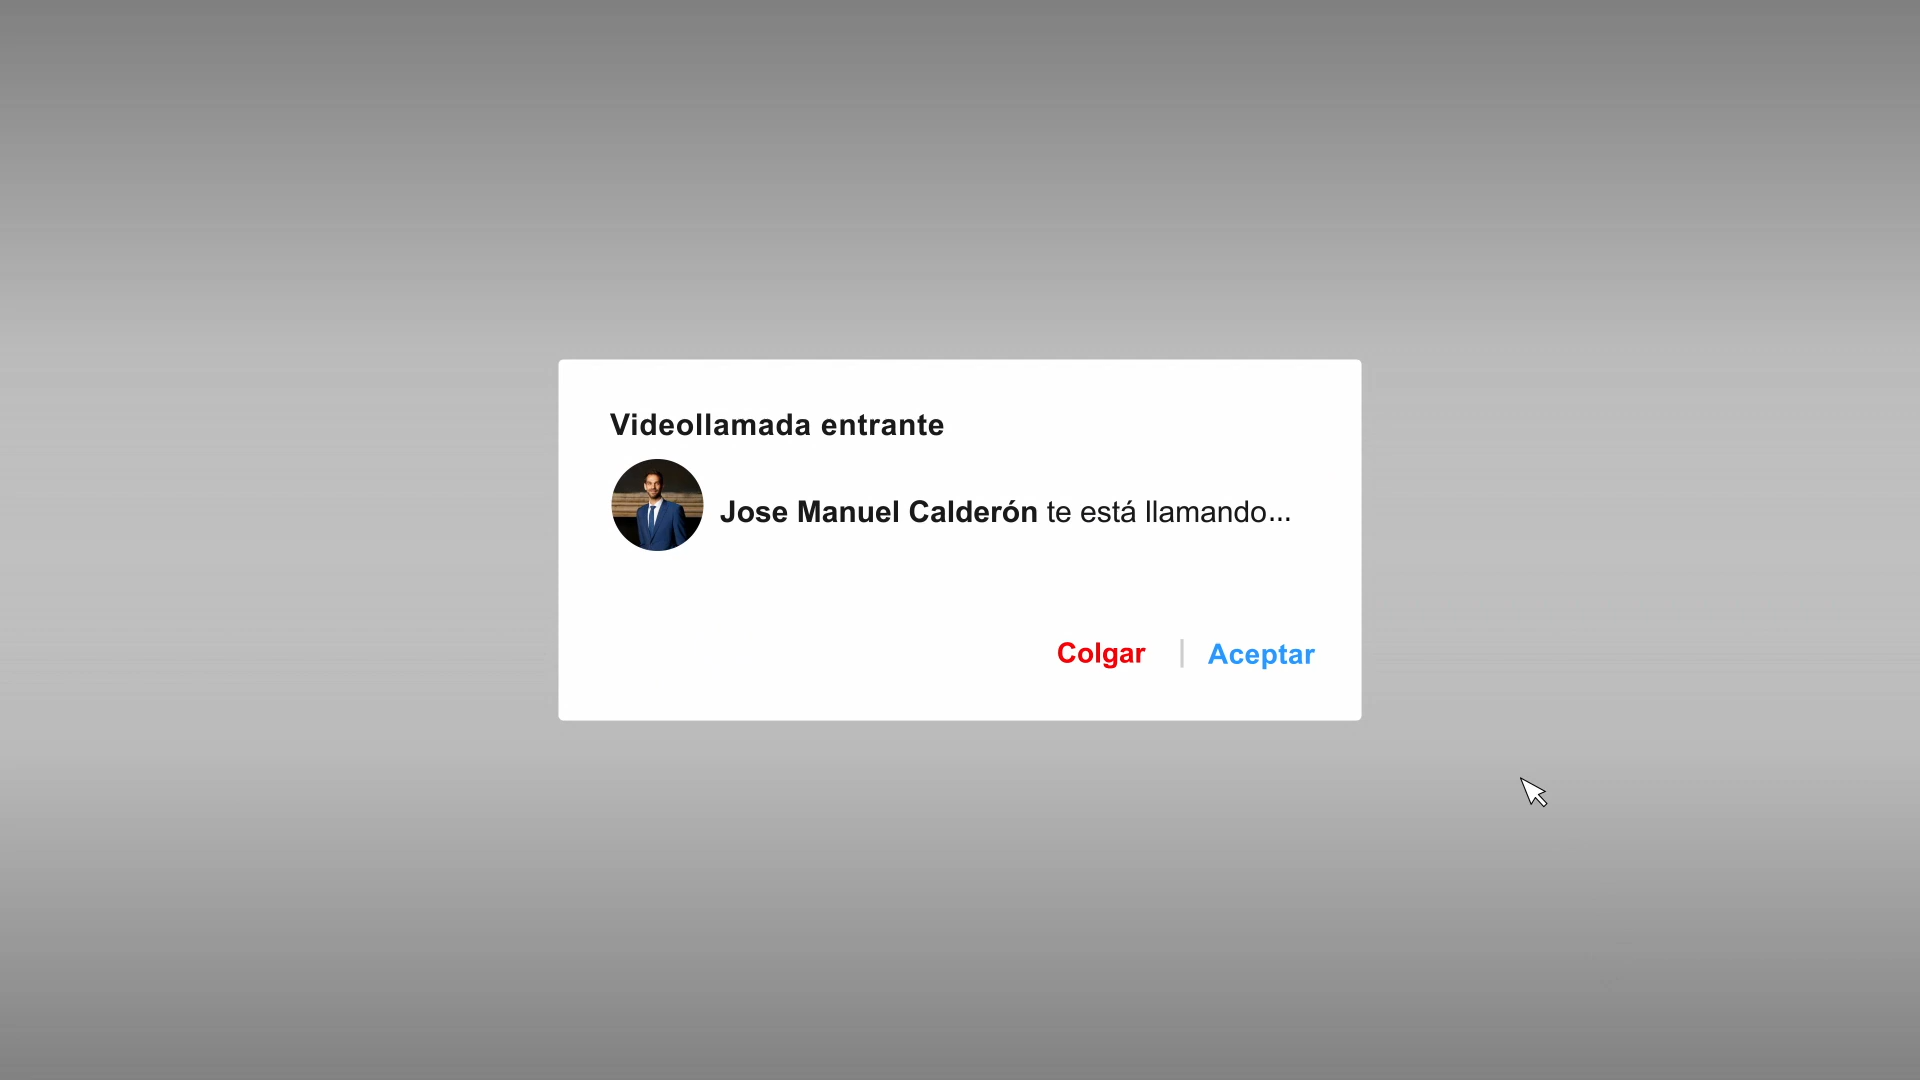 Videollamada entrante
Jose Manuel Calderón te está llamando...
Colgar | Aceptar